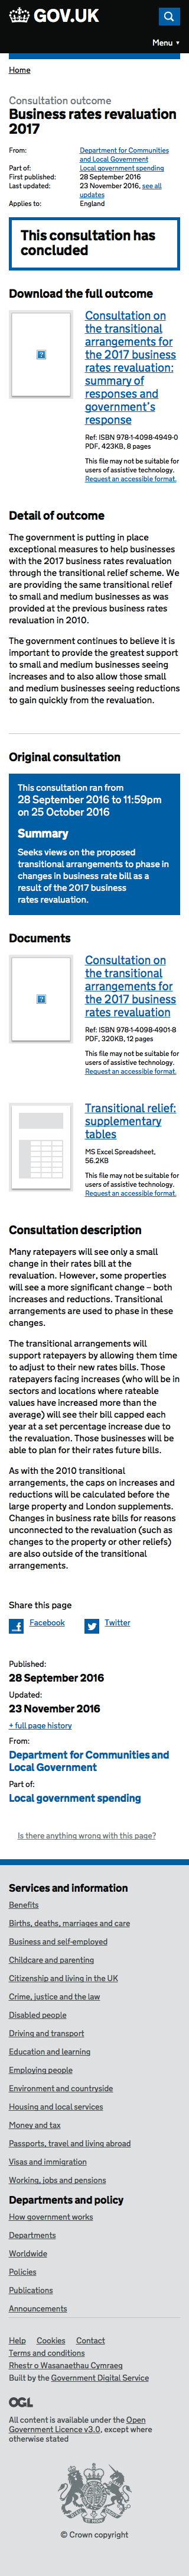 GOV.UK
Menu ▼
Home
Consultation outcome
Business rates revaluation
2017
From:
Department for Communities
and Local Government
Part of:
Local government spending
First published:
28 September 2016
Last updated:
23 November 2016, see all
updates
Applies to:
England
This consultation has
concluded
Download the full outcome
Consultation on
the transitional
arrangements for
the 2017 business
rates revaluation:
summary of
responses and
government’s
response
Ref: ISBN 978-1-4098-4949-0
PDF, 423KB, 8 pages
This file may not be suitable for
users of assistive technology.
Request an accessible format.
Detail of outcome
The government is putting in place
exceptional measures to help businesses
with the 2017 business rates revaluation
through the transitional relief scheme. We
are providing the same transitional relief
to small and medium businesses as was
provided at the previous business rates
revaluation of 2010.
The government continues to believe it is
important to provide the greatest support
to small and medium businesses seeing
increases and to also allow those small
and medium businesses seeing reductions
to gain quickly from the revaluation.
Original consultation
This consultation ran from
28 September 2016 to 11:59pm
on 25 October 2016
Summary
Seeks views on the proposed
transitional arrangements to phase in
changes in business rate bill as a
result of the 2017 business
rates revaluation.
Documents
Consultation on
the transitional
arrangements for
the 2017 business
rates revaluation
Ref: ISBN 978-1-4098-4901-8
PDF, 320KB, 12 pages
This file may not be suitable for
users of assistive technology.
Request an accessible format.
Transitional relief:
supplementary
tables
MS Excel Spreadsheet,
56.2KB
This file may not be suitable for
users of assistive technology.
Request an accessible format.
Consultation description
Many ratepayers will see only a small
change in their rates bill at the
revaluation. However, some properties
will see a more significant change – both
increases and reductions. Transitional
arrangements are used to phase in these
changes.
The transitional arrangements will
support ratepayers by allowing them time
to adjust to their new rates bills. Those
ratepayers facing increases (who will be in
sectors and locations where rateable
values have increased more than the
average) will see their bill capped each
year at a set percentage increase due to
the revaluation. Those businesses will be
able to plan for their rates future bills.
As with the 2010 transitional
arrangements, the caps on increases and
reductions will be calculated before the
large property and London supplements.
Changes in business rate bills for reasons
unconnected to the revaluation (such as
changes to the property or other reliefs)
are also outside of the transitional
arrangements.
Share this page
Facebook
Twitter
Published:
28 September 2016
Updated:
23 November 2016
+ full page history
From:
Department for Communities and
Local Government
Part of:
Local government spending
Is there anything wrong with this page?
Services and information
Benefits
Births, deaths, marriages and care
Business and self-employed
Childcare and parenting
Citizenship and living in the UK
Crime, justice and the law
Disabled people
Driving and transport
Education and learning
Employing people
Environment and countryside
Housing and local services
Money and tax
Passports, travel and living abroad
Visas and immigration
Working, jobs and pensions
Departments and policy
How government works
Departments
Worldwide
Policies
Publications
Announcements
Help Cookies Contact
Terms and conditions
Rhestr o Wasanaethau Cymraeg
Built by the Government Digital Service
OGL
All content is available under the Open
Government Licence v3.0, except where
otherwise stated
© Crown copyright